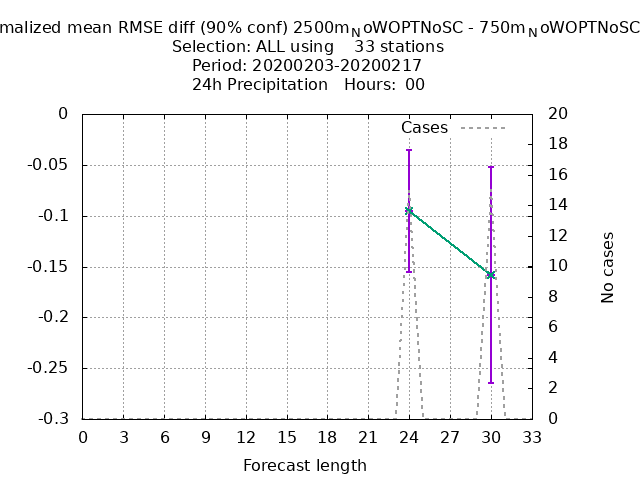 malized mean RMSE diff (90% conf) 2500mNoWOPTNoSC - 750mNoWOPTNoSC
Selection: ALL using 33 stations
Period: 20200203-20200217
24h Precipitation Hours: 00
Cases
0
-0.05
-0.1
-0.15
-0.2
-0.25
-0.3
20
18
16
14
12
10
8
6
4
2
0
No cases
0 3 6 9 12 15 18 21 24 27 30 33
Forecast length